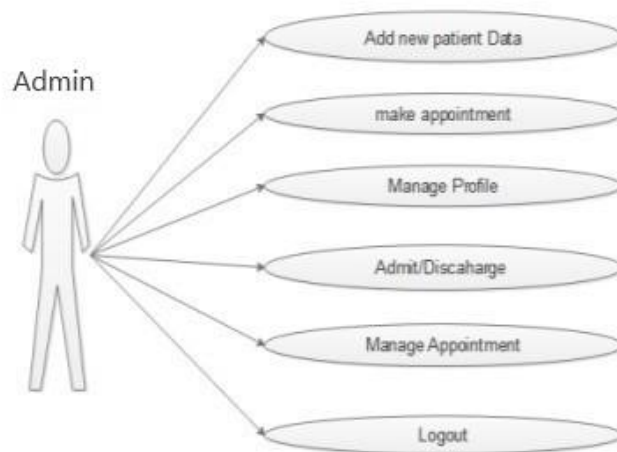 Add new patient Data
Admin
make appointment
Manage Profile
Admit/Discaharge
Manage Appointment
Logout